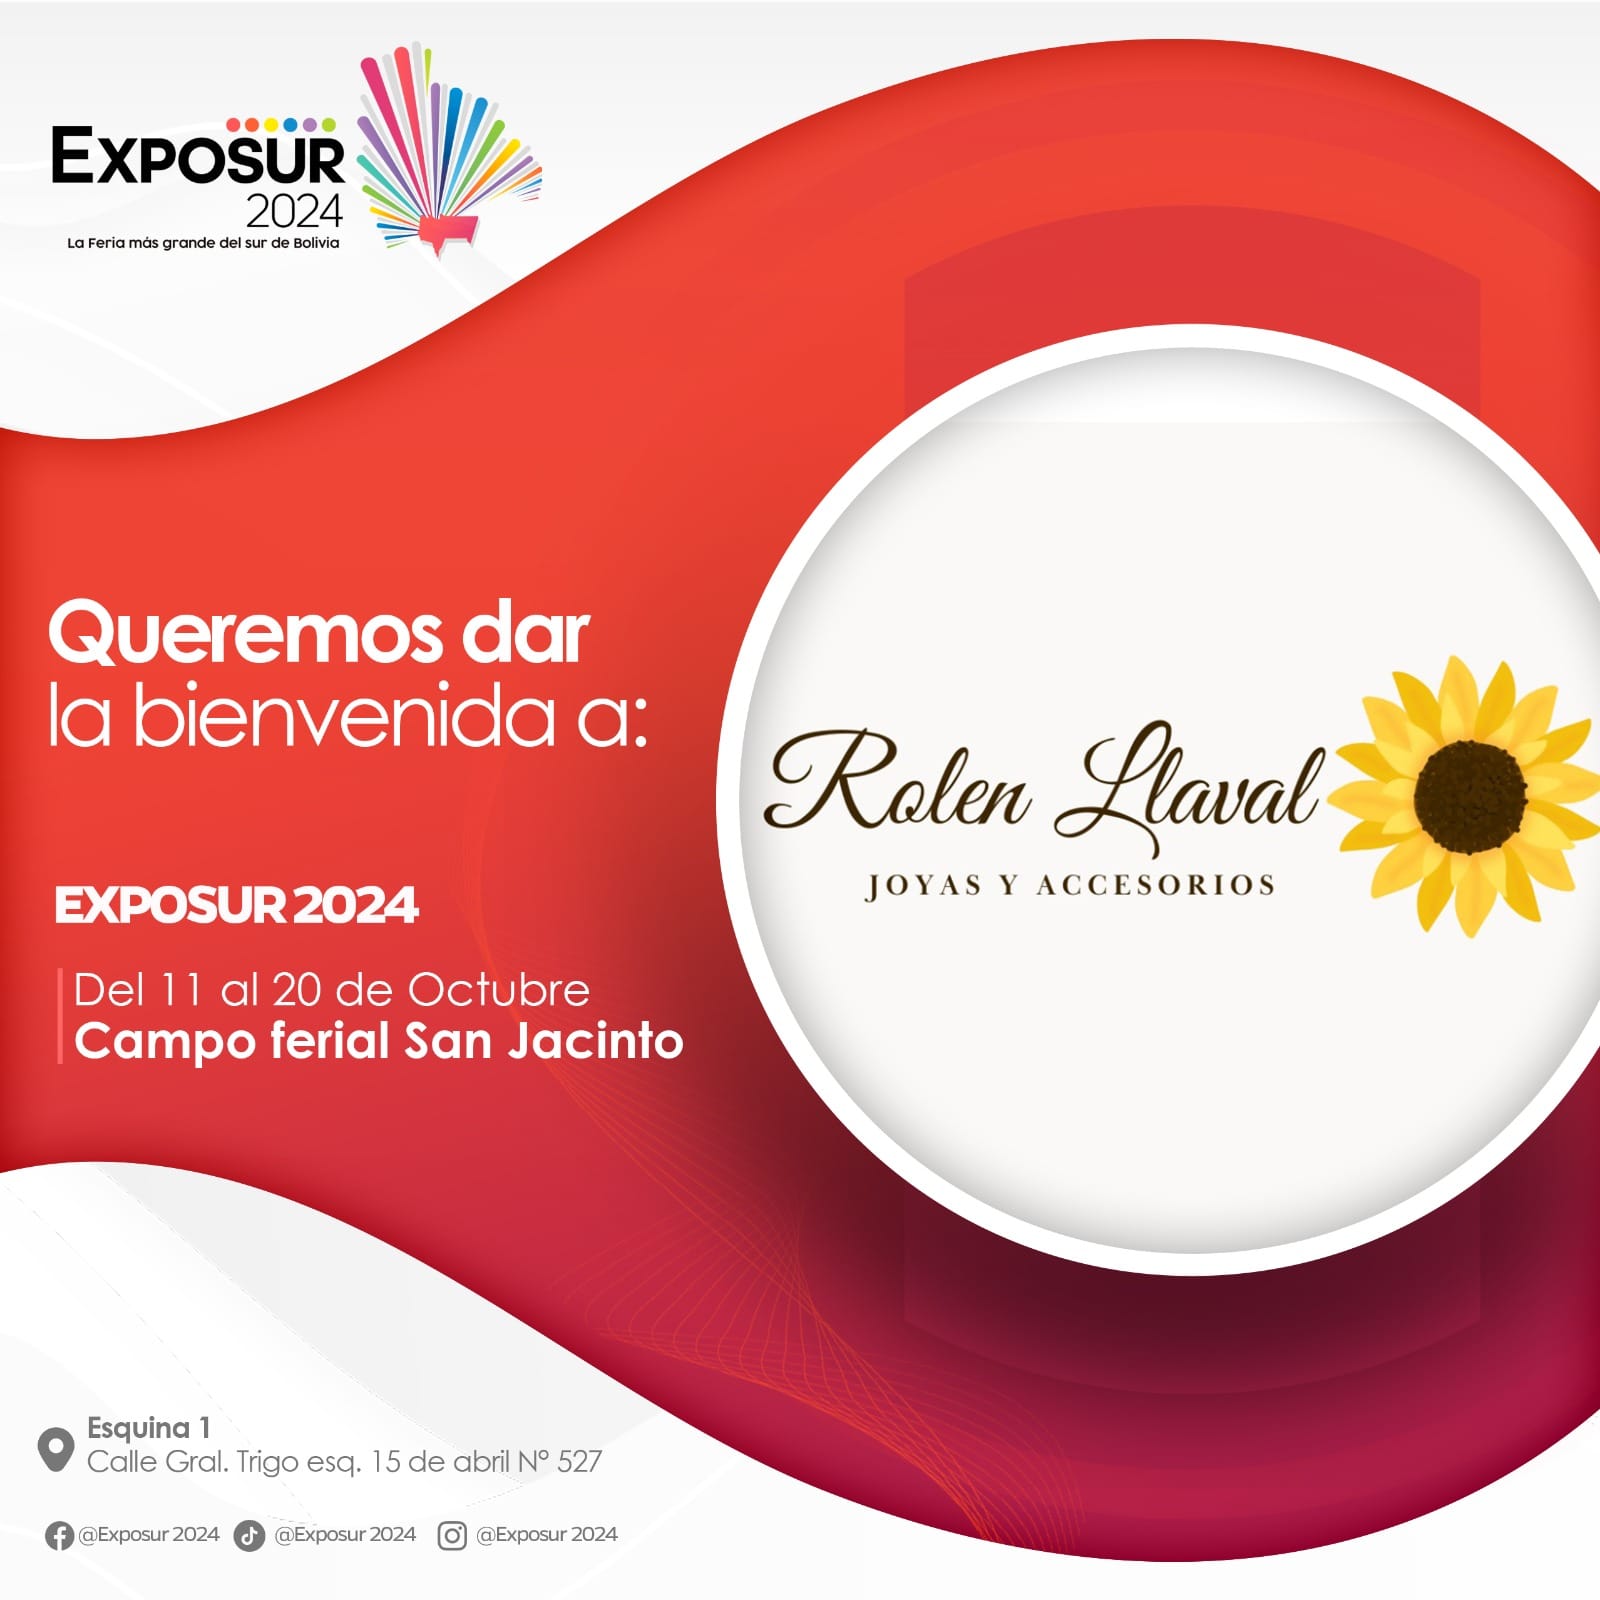 EXPOSUR
2024
La Feria más grande del sur de Bolivia
Queremos dar
la bienvenida a:
EXPOSUR 2024
Del 11 al 20 de Octubre
Campo ferial San Jacinto
Rolen Llaval
JOYAS Y ACCESORIOS
Esquina 1
Calle Gral. Trigo esq. 15 de abril N° 527
@Exposur 2024 @Exposur 2024 @Exposur 2024